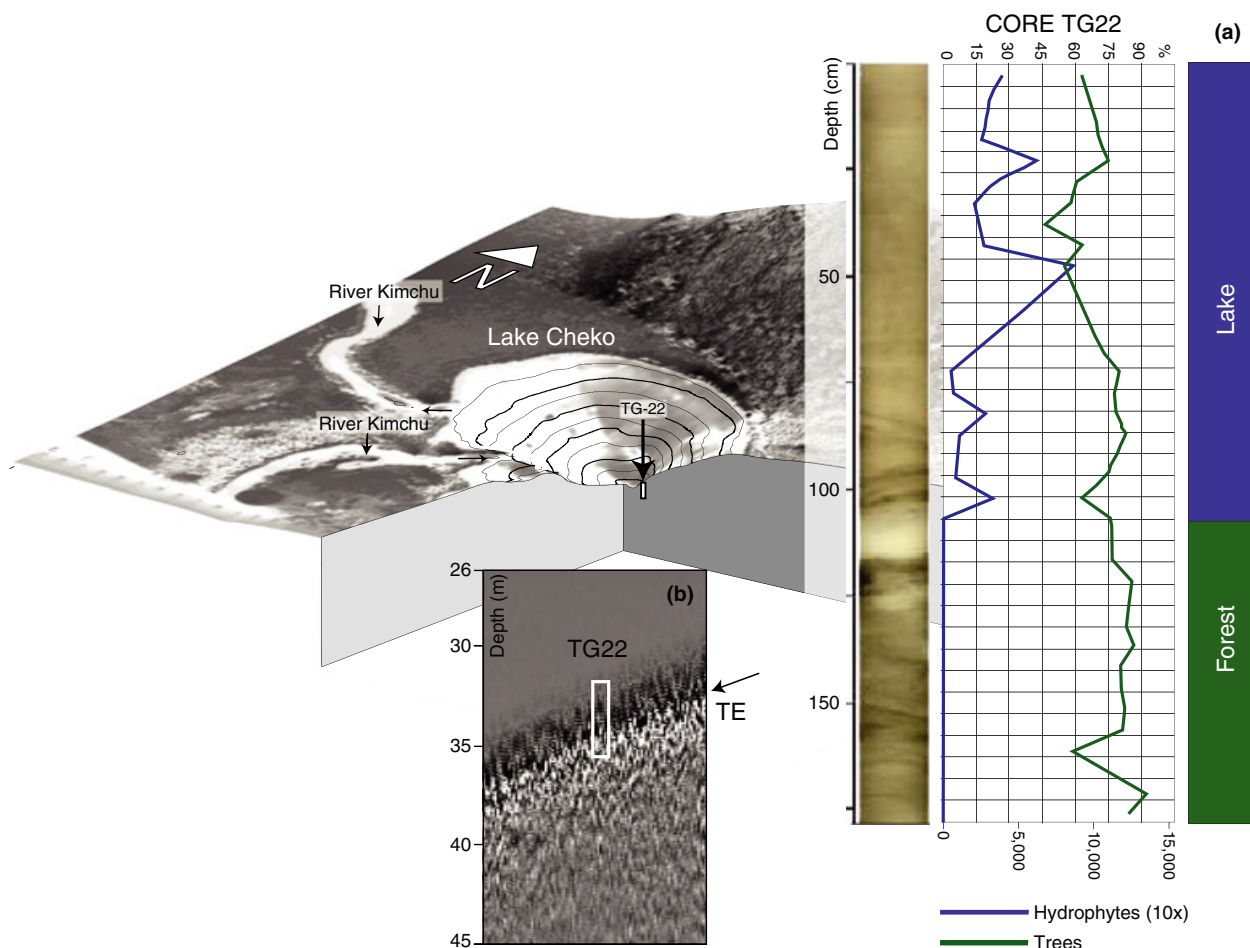 CORE TG22
(a)
0 15 30 45 60 75 90 %
Depth (cm)
50
100
150
Lake
Forest
0 5,000 10,000 15,000
Hydrophytes (10x)
Trees
N
River Kimchu
Lake Cheko
River Kimchu
TG-22
(b)
Depth (m)
26
30
35
40
45
TG22
TE